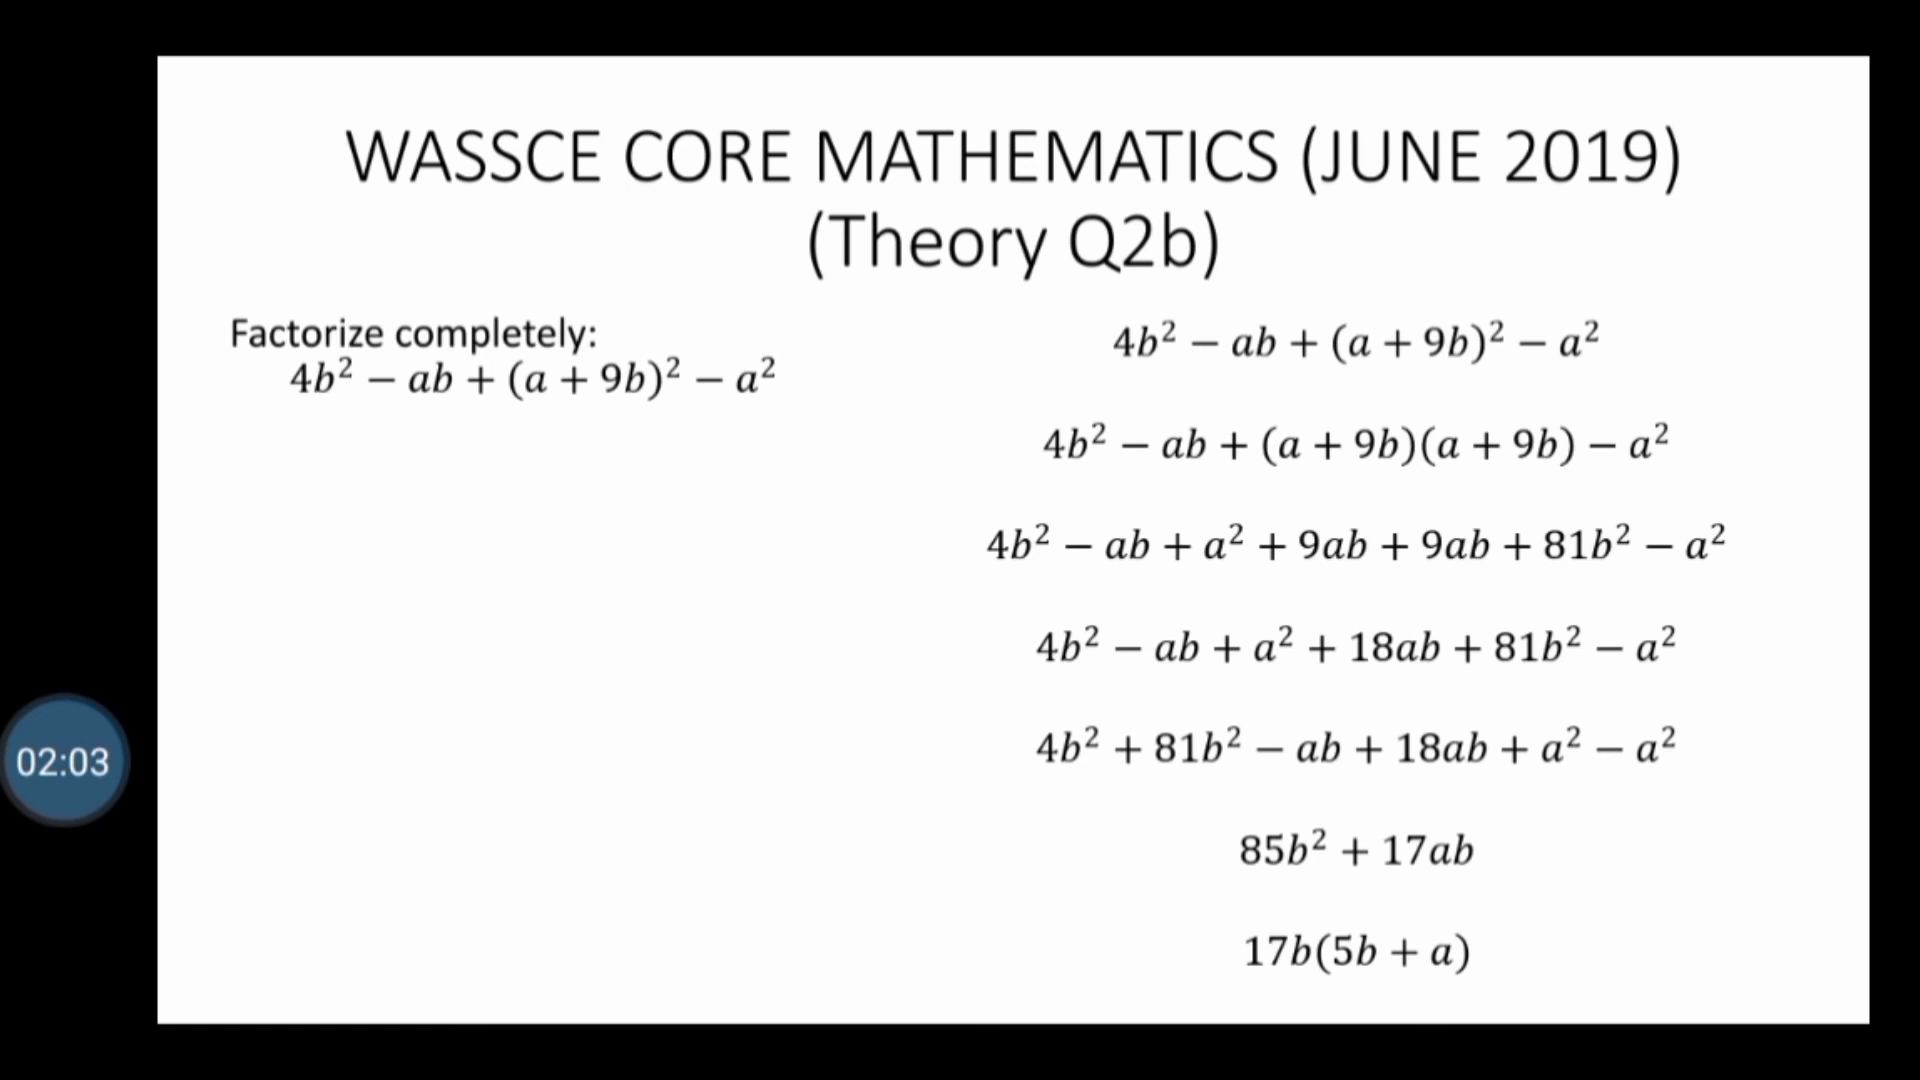 WASSCE CORE MATHEMATICS (JUNE 2019)
(Theory Q2b)
Factorize completely:
4b² − ab + (a + 9b)² − a²
4b² − ab + (a + 9b)² − a²
4b² − ab + (a + 9b)(a + 9b) − a²
4b² − ab + a² + 9ab + 9ab + 81b² − a²
4b² − ab + a² + 18ab + 81b² − a²
4b² + 81b² − ab + 18ab + a² − a²
85b² + 17ab
17b(5b + a)
02:03